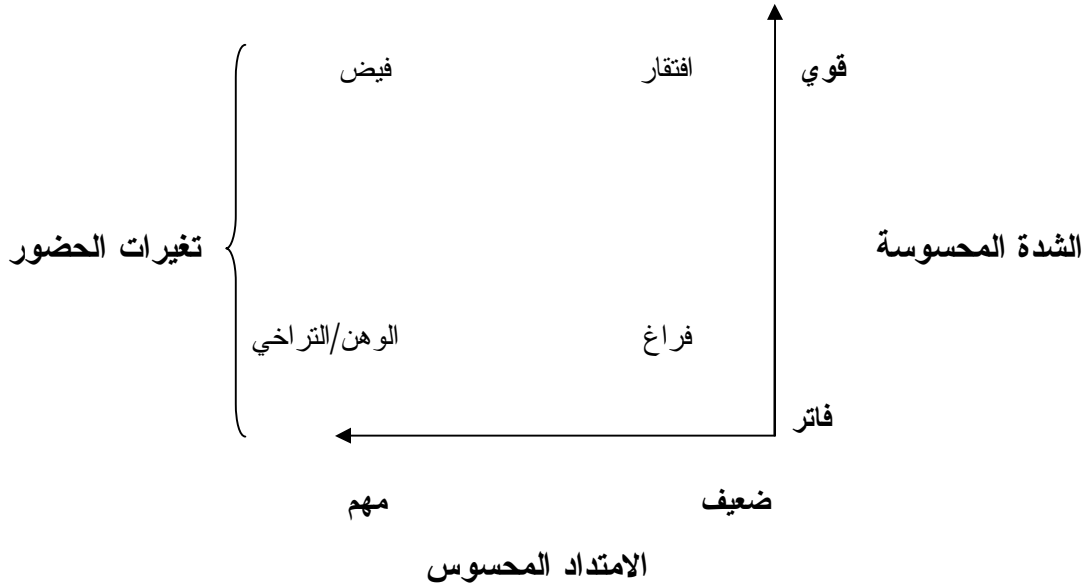 قوي
افتقار
فيض
الشدة المحسوسة
تغيرات الحضور
فراغ
الوهن/التراخي
فاتر
ضعيف
مهم
الامتداد المحسوس